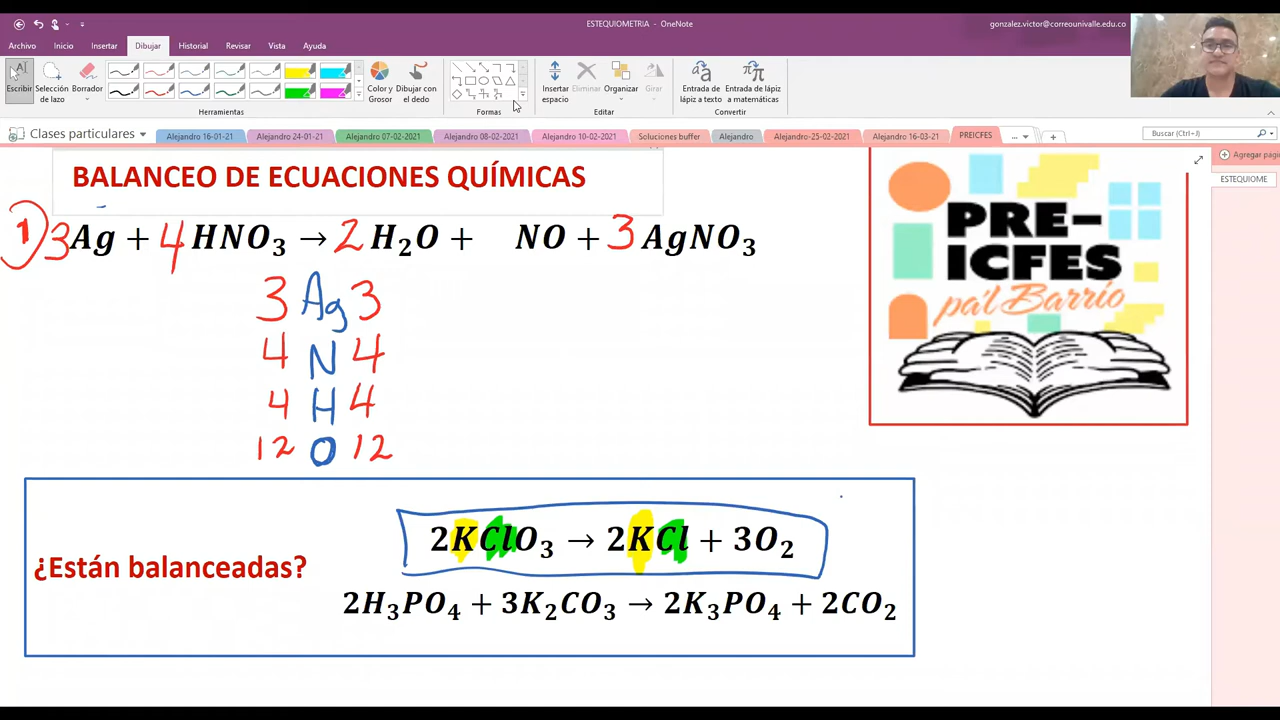 ESTEQUIOMETRIA - OneNote
gonzalez.victor@correounivalle.edu.co
Archivo Inicio Insertar Dibujar Historial Revisar Vista Ayuda
Escribir
Selección de lazo
Borrador
Color y Grosor
Dibujar con el dedo
Insertar espacio
Eliminar
Organizar
Girar
Entrada de lápiz a texto
Entrada de lápiz a matemáticas
Herramientas Formas Editar Convertir
Clases particulares
Alejandro 16-01-21 Alejandro 24-01-21 Alejandro 07-02-2021 Alejandro 08-02-2021 Alejandro 10-02-2021 Soluciones buffer Alejandro Alejandro-25-02-2021 Alejandro 16-03-21 PREICFES ...
Buscar (Ctrl+J)
Agregar pági
ESTEQUIOME
BALANCEO DE ECUACIONES QUÍMICAS
1 3Ag + 4HNO₃ → 2H₂O + NO + 3AgNO₃
3 Ag 3
4 N 4
4 H 4
12 O 12
PRE-
ICFES
pa'l Barrio
¿Están balanceadas?
2KClO₃ → 2KCl + 3O₂
2H₃PO₄ + 3K₂CO₃ → 2K₃PO₄ + 2CO₂